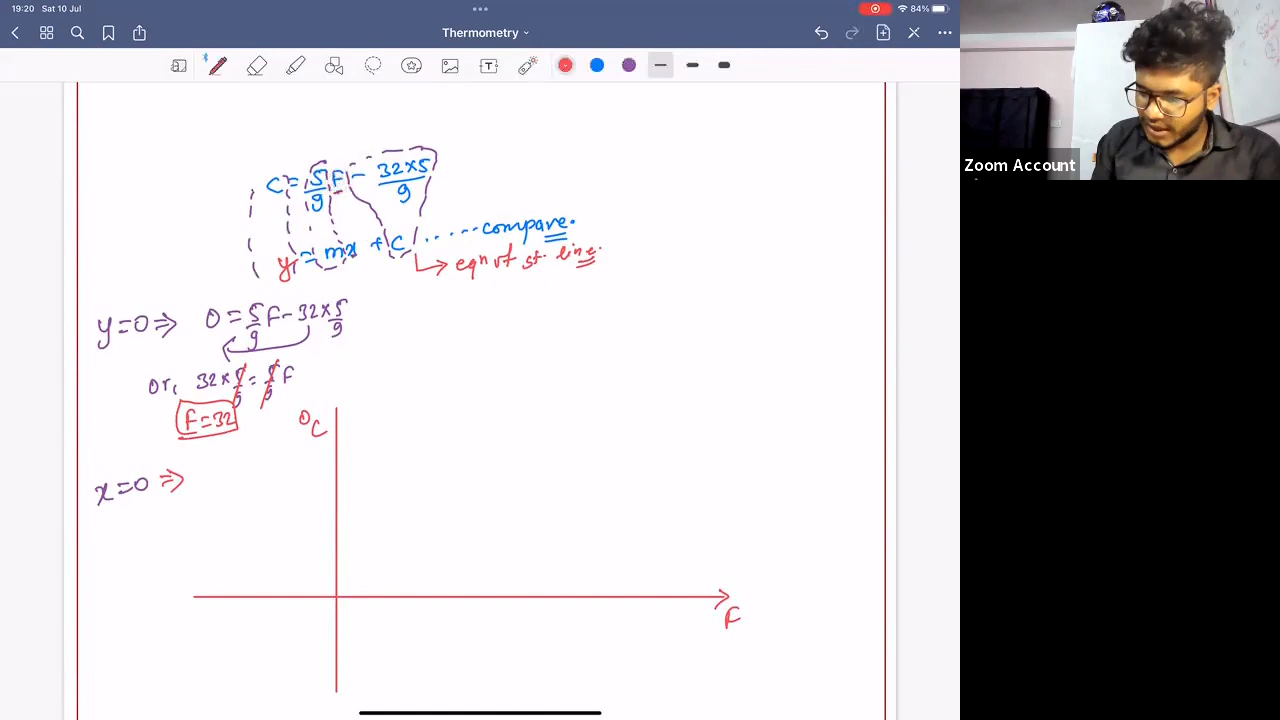 19:20 Sat 10 Jul
84%
Thermometry
C = 5/9 F - 32×5/9
y = mx + C ...... compare.
→ eqn of st. line.
y=0 ⇒ 0 = 5/9 F - 32×5/9
or, 32×5/9 = 5/9 F
F=32
°C
x=0 ⇒
F
Zoom Account